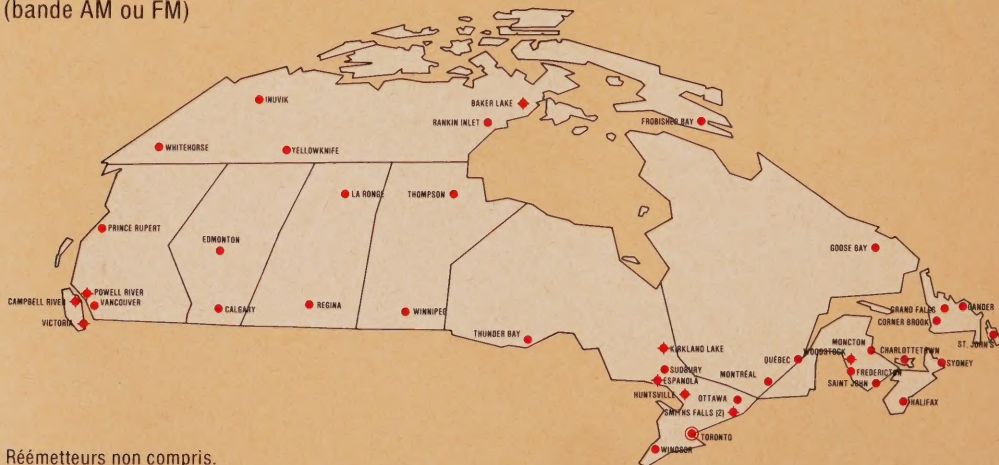 (bande AM ou FM)
INUVIK
BAKER LAKE
RANKIN INLET
FROBISHER BAY
WHITEHORSE
YELLOWKNIFE
LA RONGE
THOMPSON
PRINCE RUPERT
EDMONTON
GOOSE BAY
POWELL RIVER
CAMPBELL RIVER
VANCOUVER
VICTORIA
CALGARY
REGINA
WINNIPEG
THUNDER BAY
GRAND FALLS
GANDER
CORNER BROOK
ST. JOHN'S
KIRKLAND LAKE
SUDBURY
ESPANOLA
HUNTSVILLE
OTTAWA
SMITHS FALLS (2)
MONTRÉAL
QUÉBEC
WOODSTOCK
MONCTON
CHARLOTTETOWN
SYDNEY
FREDERICTON
SAINT JOHN
HALIFAX
TORONTO
WINDSOR
Réémetteurs non compris.